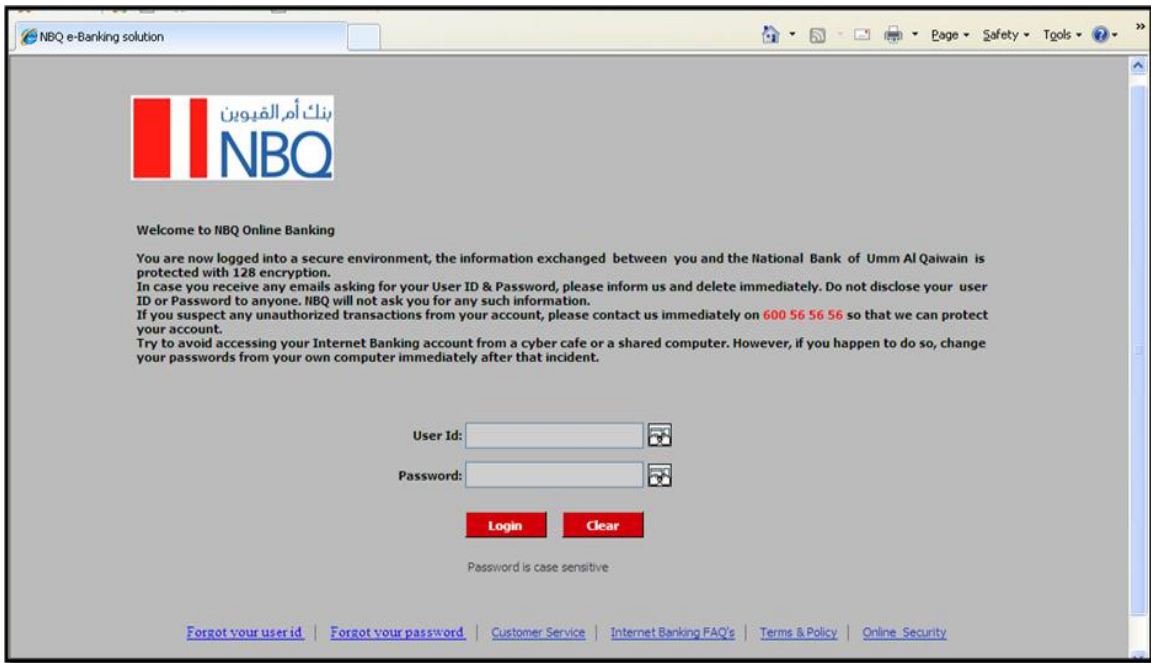 NBQ e-Banking solution
Page Safety Tools
بنك أم القيوين
NBQ
Welcome to NBQ Online Banking
You are now logged into a secure environment, the information exchanged between you and the National Bank of Umm Al Qaiwain is
protected with 128 encryption.
In case you receive any emails asking for your User ID & Password, please inform us and delete immediately. Do not disclose your user
ID or Password to anyone. NBQ will not ask you for any such information.
If you suspect any unauthorized transactions from your account, please contact us immediately on 600 56 56 56 so that we can protect
your account.
Try to avoid accessing your Internet Banking account from a cyber cafe or a shared computer. However, if you happen to do so, change
your passwords from your own computer immediately after that incident.
User Id:
Password:
Login Clear
Password is case sensitive
Forgot your user id | Forgot your password | Customer Service | Internet Banking FAQ's | Terms & Policy | Online Security